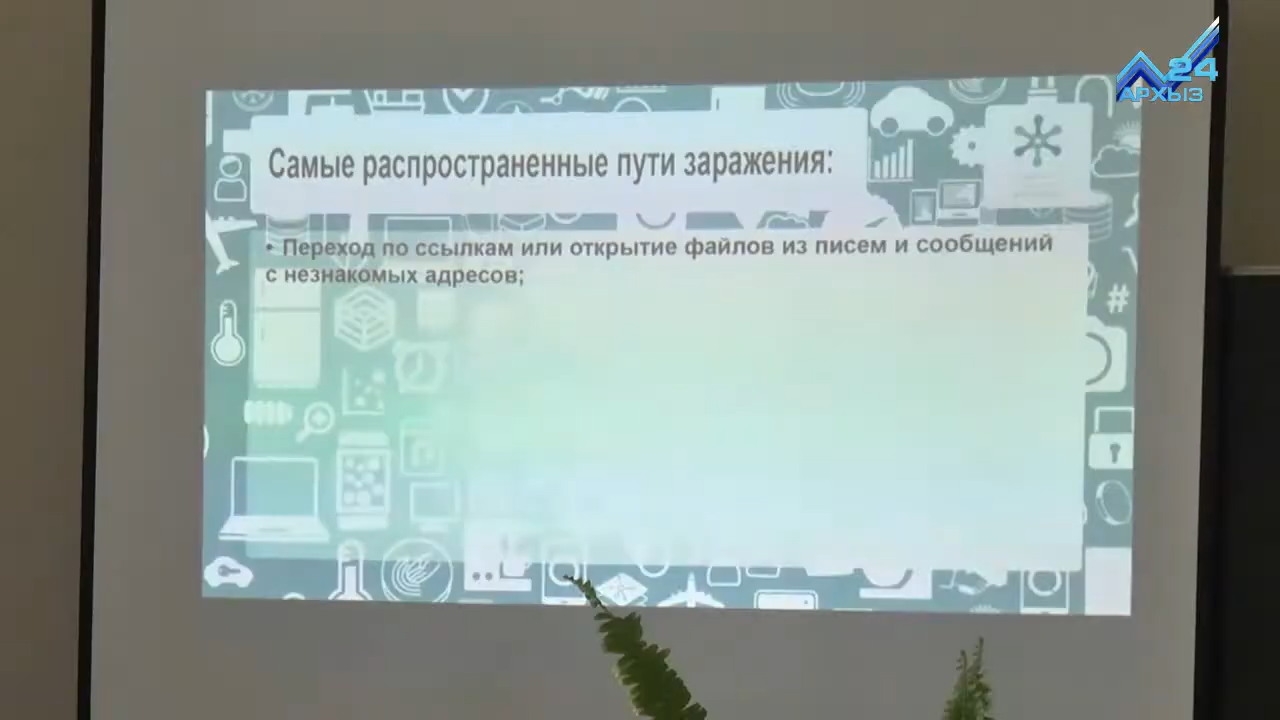 24
АРХЫЗ
Самые распространенные пути заражения:
• Переход по ссылкам или открытие файлов из писем и сообщений
с незнакомых адресов;
#